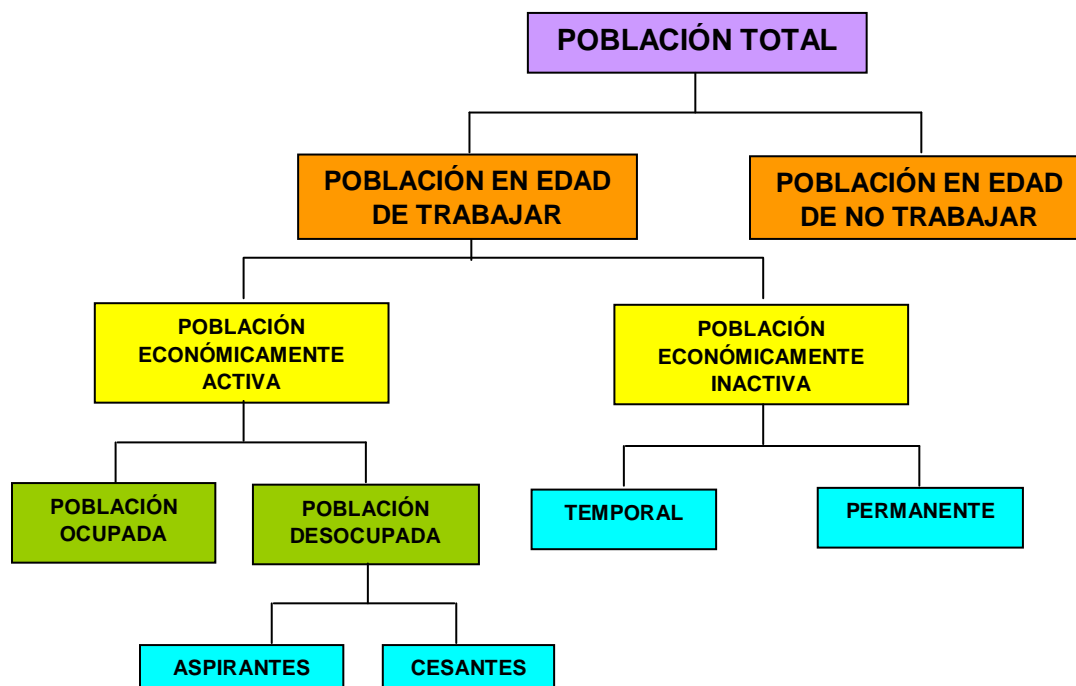 POBLACIÓN TOTAL
POBLACIÓN EN EDAD
DE TRABAJAR
POBLACIÓN EN EDAD
DE NO TRABAJAR
POBLACIÓN
ECONÓMICAMENTE
ACTIVA
POBLACIÓN
ECONÓMICAMENTE
INACTIVA
POBLACIÓN
OCUPADA
POBLACIÓN
DESOCUPADA
TEMPORAL
PERMANENTE
ASPIRANTES
CESANTES